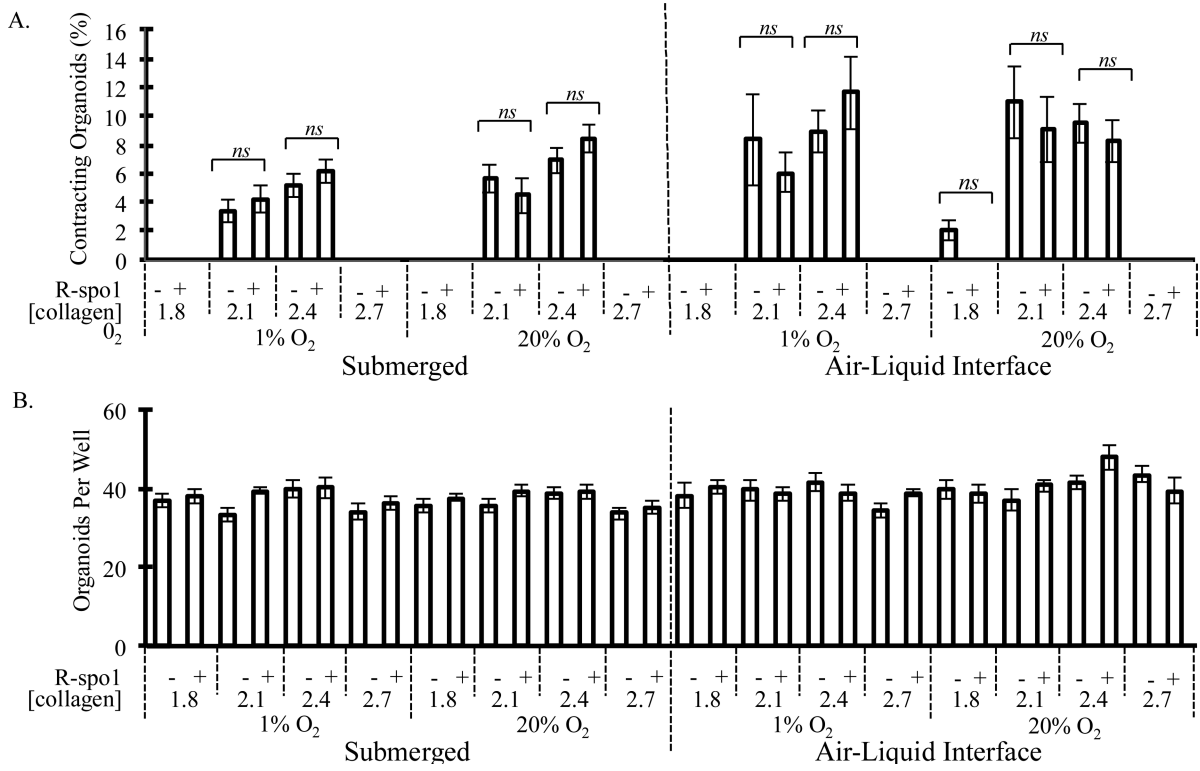 A.
Contracting Organoids (%)
16
14
12
10
8
6
4
2
0
ns ns ns ns ns ns ns ns ns
R-spo1 - + - + - + - + - + - + - + - + - + - + - + - + - + - + - + - +
[collagen] 1.8 2.1 2.4 2.7 1.8 2.1 2.4 2.7 1.8 2.1 2.4 2.7 1.8 2.1 2.4 2.7
0₂ 1% O₂ 20% O₂ 1% O₂ 20% O₂
Submerged Air-Liquid Interface
B.
Organoids Per Well
60
40
20
0
R-spo1 - + - + - + - + - + - + - + - + - + - + - + - + - + - + - + - +
[collagen] 1.8 2.1 2.4 2.7 1.8 2.1 2.4 2.7 1.8 2.1 2.4 2.7 1.8 2.1 2.4 2.7
1% O₂ 20% O₂ 1% O₂ 20% O₂
Submerged Air-Liquid Interface